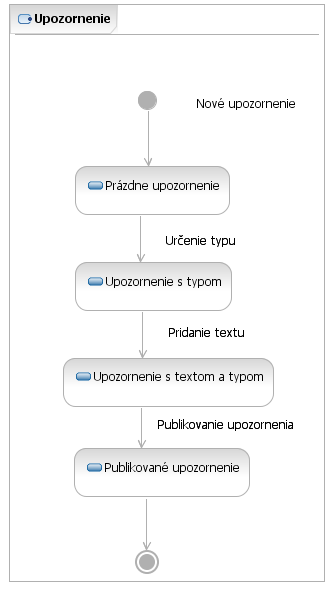 Upozornenie
Nové upozornenie
Prázdne upozornenie
Určenie typu
Upozornenie s typom
Pridanie textu
Upozornenie s textom a typom
Publikovanie upozornenia
Publikované upozornenie